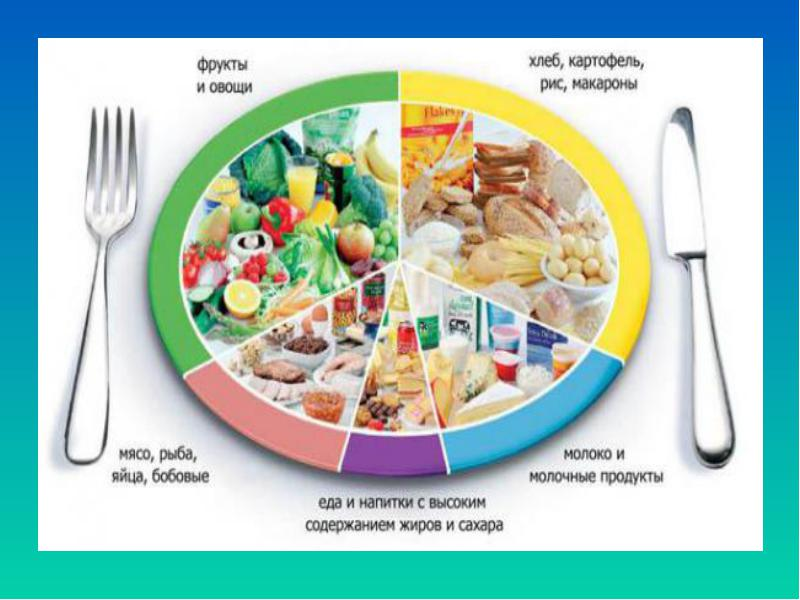 фрукты
и овощи
хлеб, картофель,
рис, макароны
Flakes
мясо, рыба,
яйца, бобовые
молоко и
молочные продукты
еда и напитки с высоким
содержанием жиров и сахара